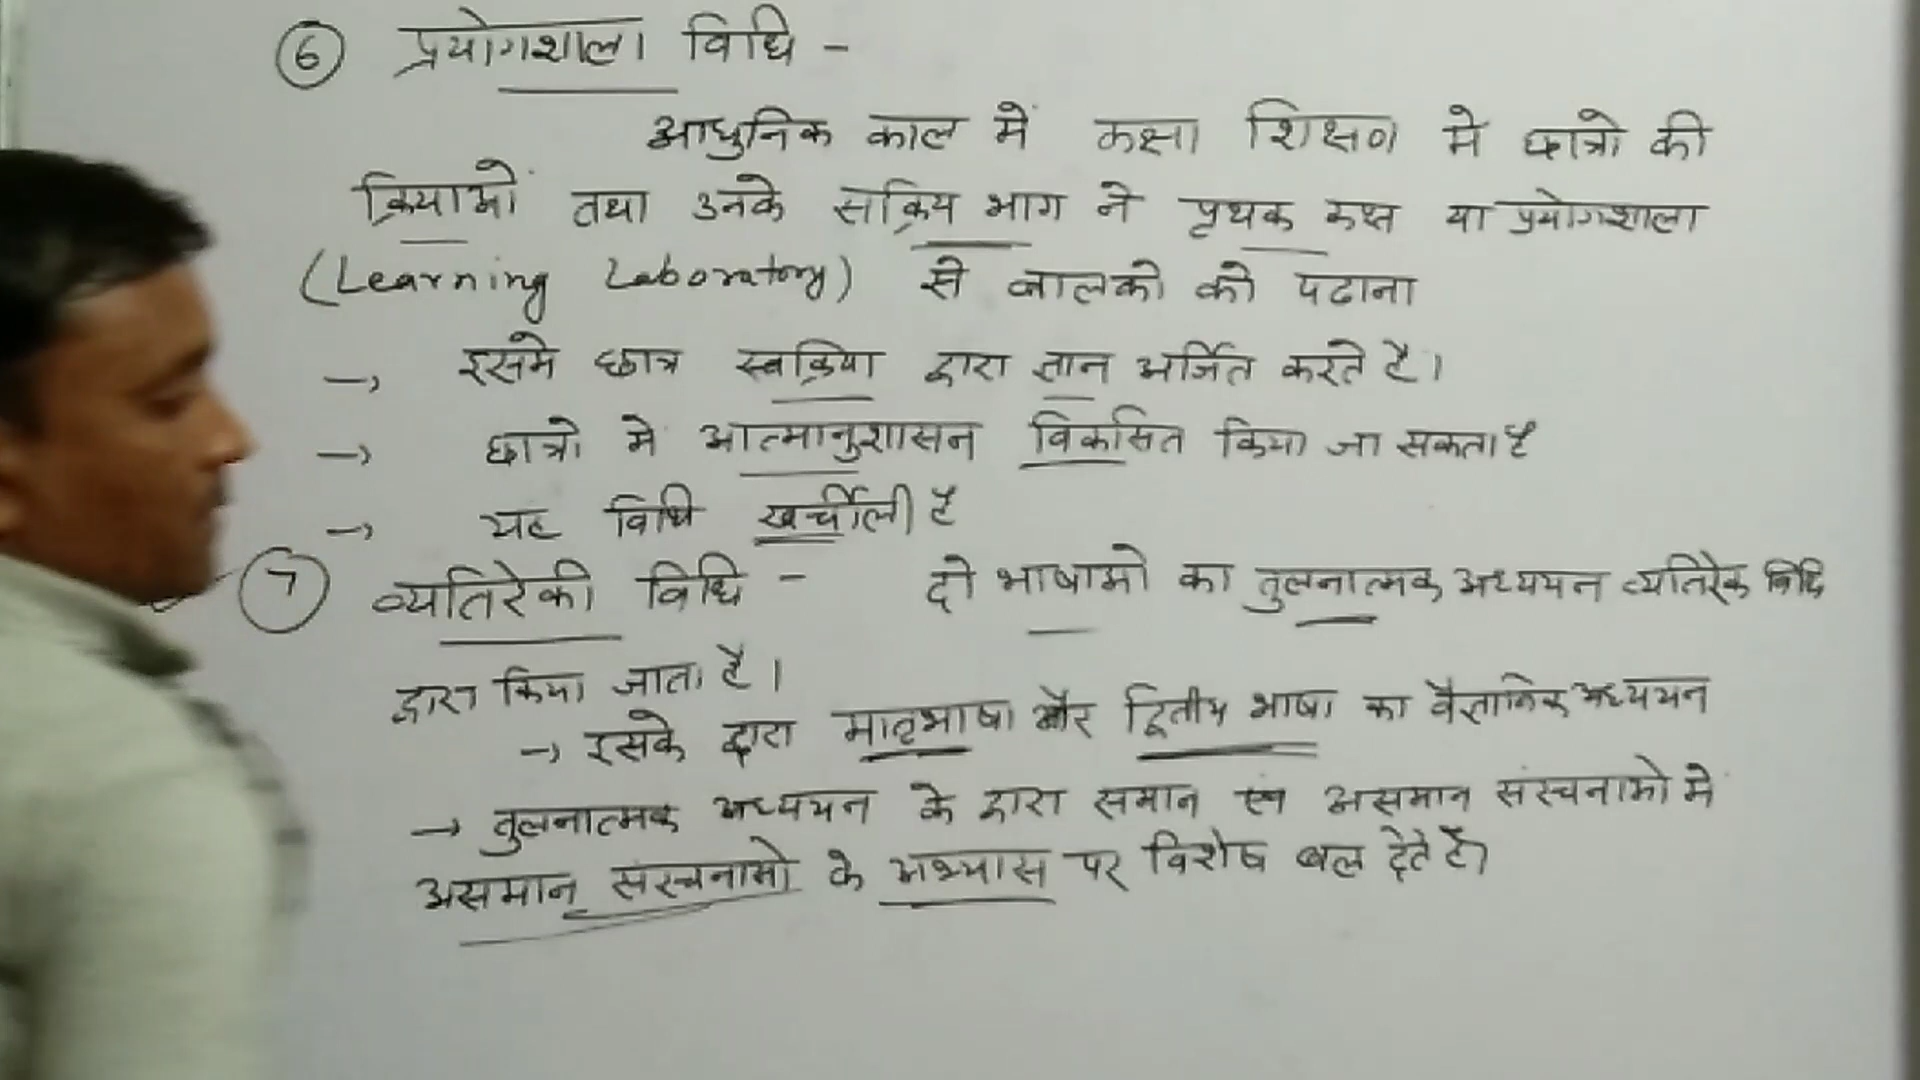 ⑥ प्रयोगशाला विधि -
आधुनिक काल में कक्षा शिक्षण मे छात्रो की
क्रियाओं तथा उनके सक्रिय भाग ने पृथक कक्ष या प्रयोगशाला
(Learning Laboratory) से बालको को पढाना
→ इसमे छात्र स्वक्रिया द्वारा ज्ञान अर्जित करते है।
→ छात्रो मे आत्मानुशासन विकसित किया जा सकता है
→ यह विधि खर्चीली है
⑦ व्यतिरेकी विधि - दो भाषाओ का तुलनात्मक अध्ययन व्यतिरेक विधि
द्वारा किया जाता है।
→ इसके द्वारा मातृभाषा और द्वितीय भाषा का वैज्ञानिक अध्ययन
→ तुलनात्मक अध्ययन के द्वारा समान एव असमान संरचनाओ मे
असमान संरचनाओ के अभ्यास पर विशेष बल देते है।